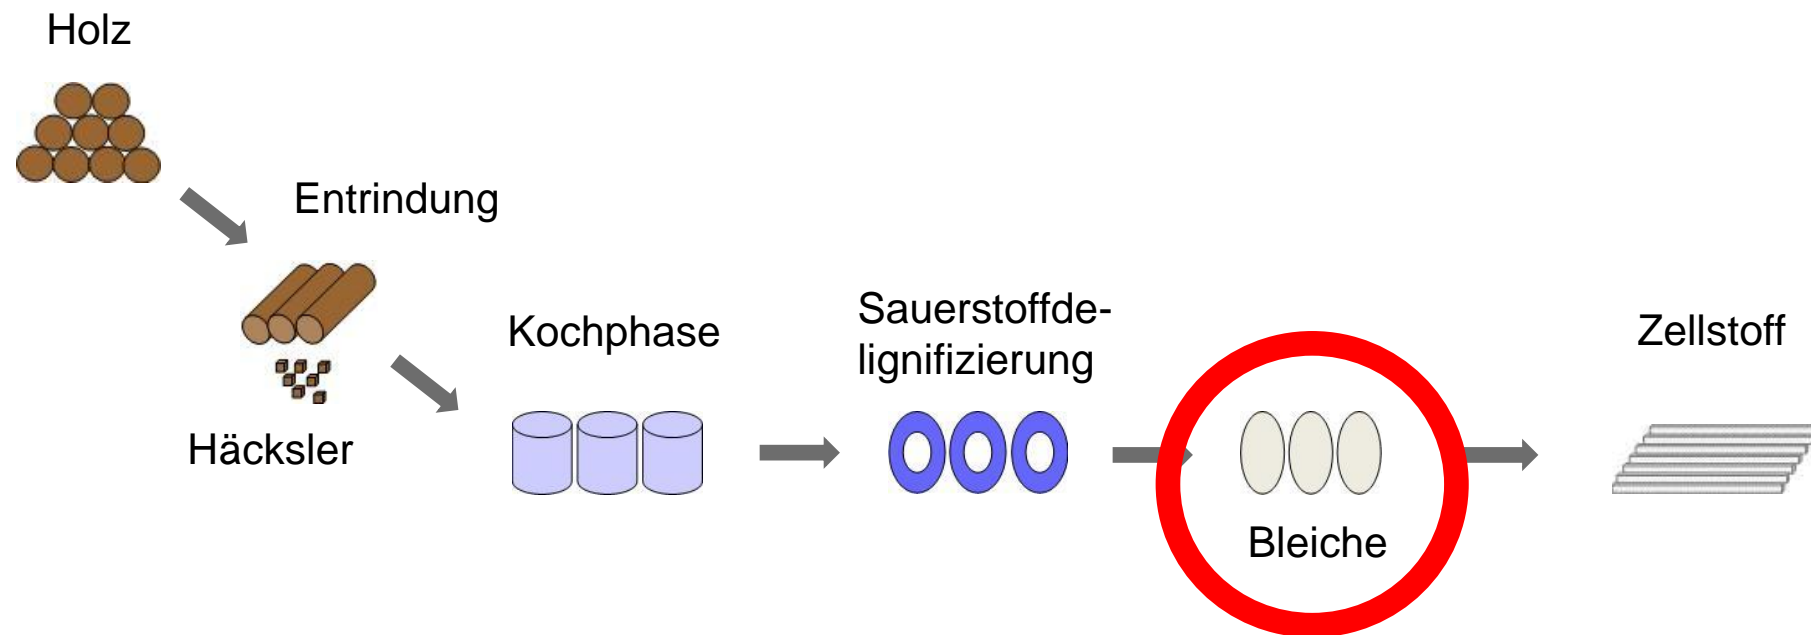 Holz
Entrindung
Häcksler
Kochphase
Sauerstoffde-
lignifizierung
Bleiche
Zellstoff